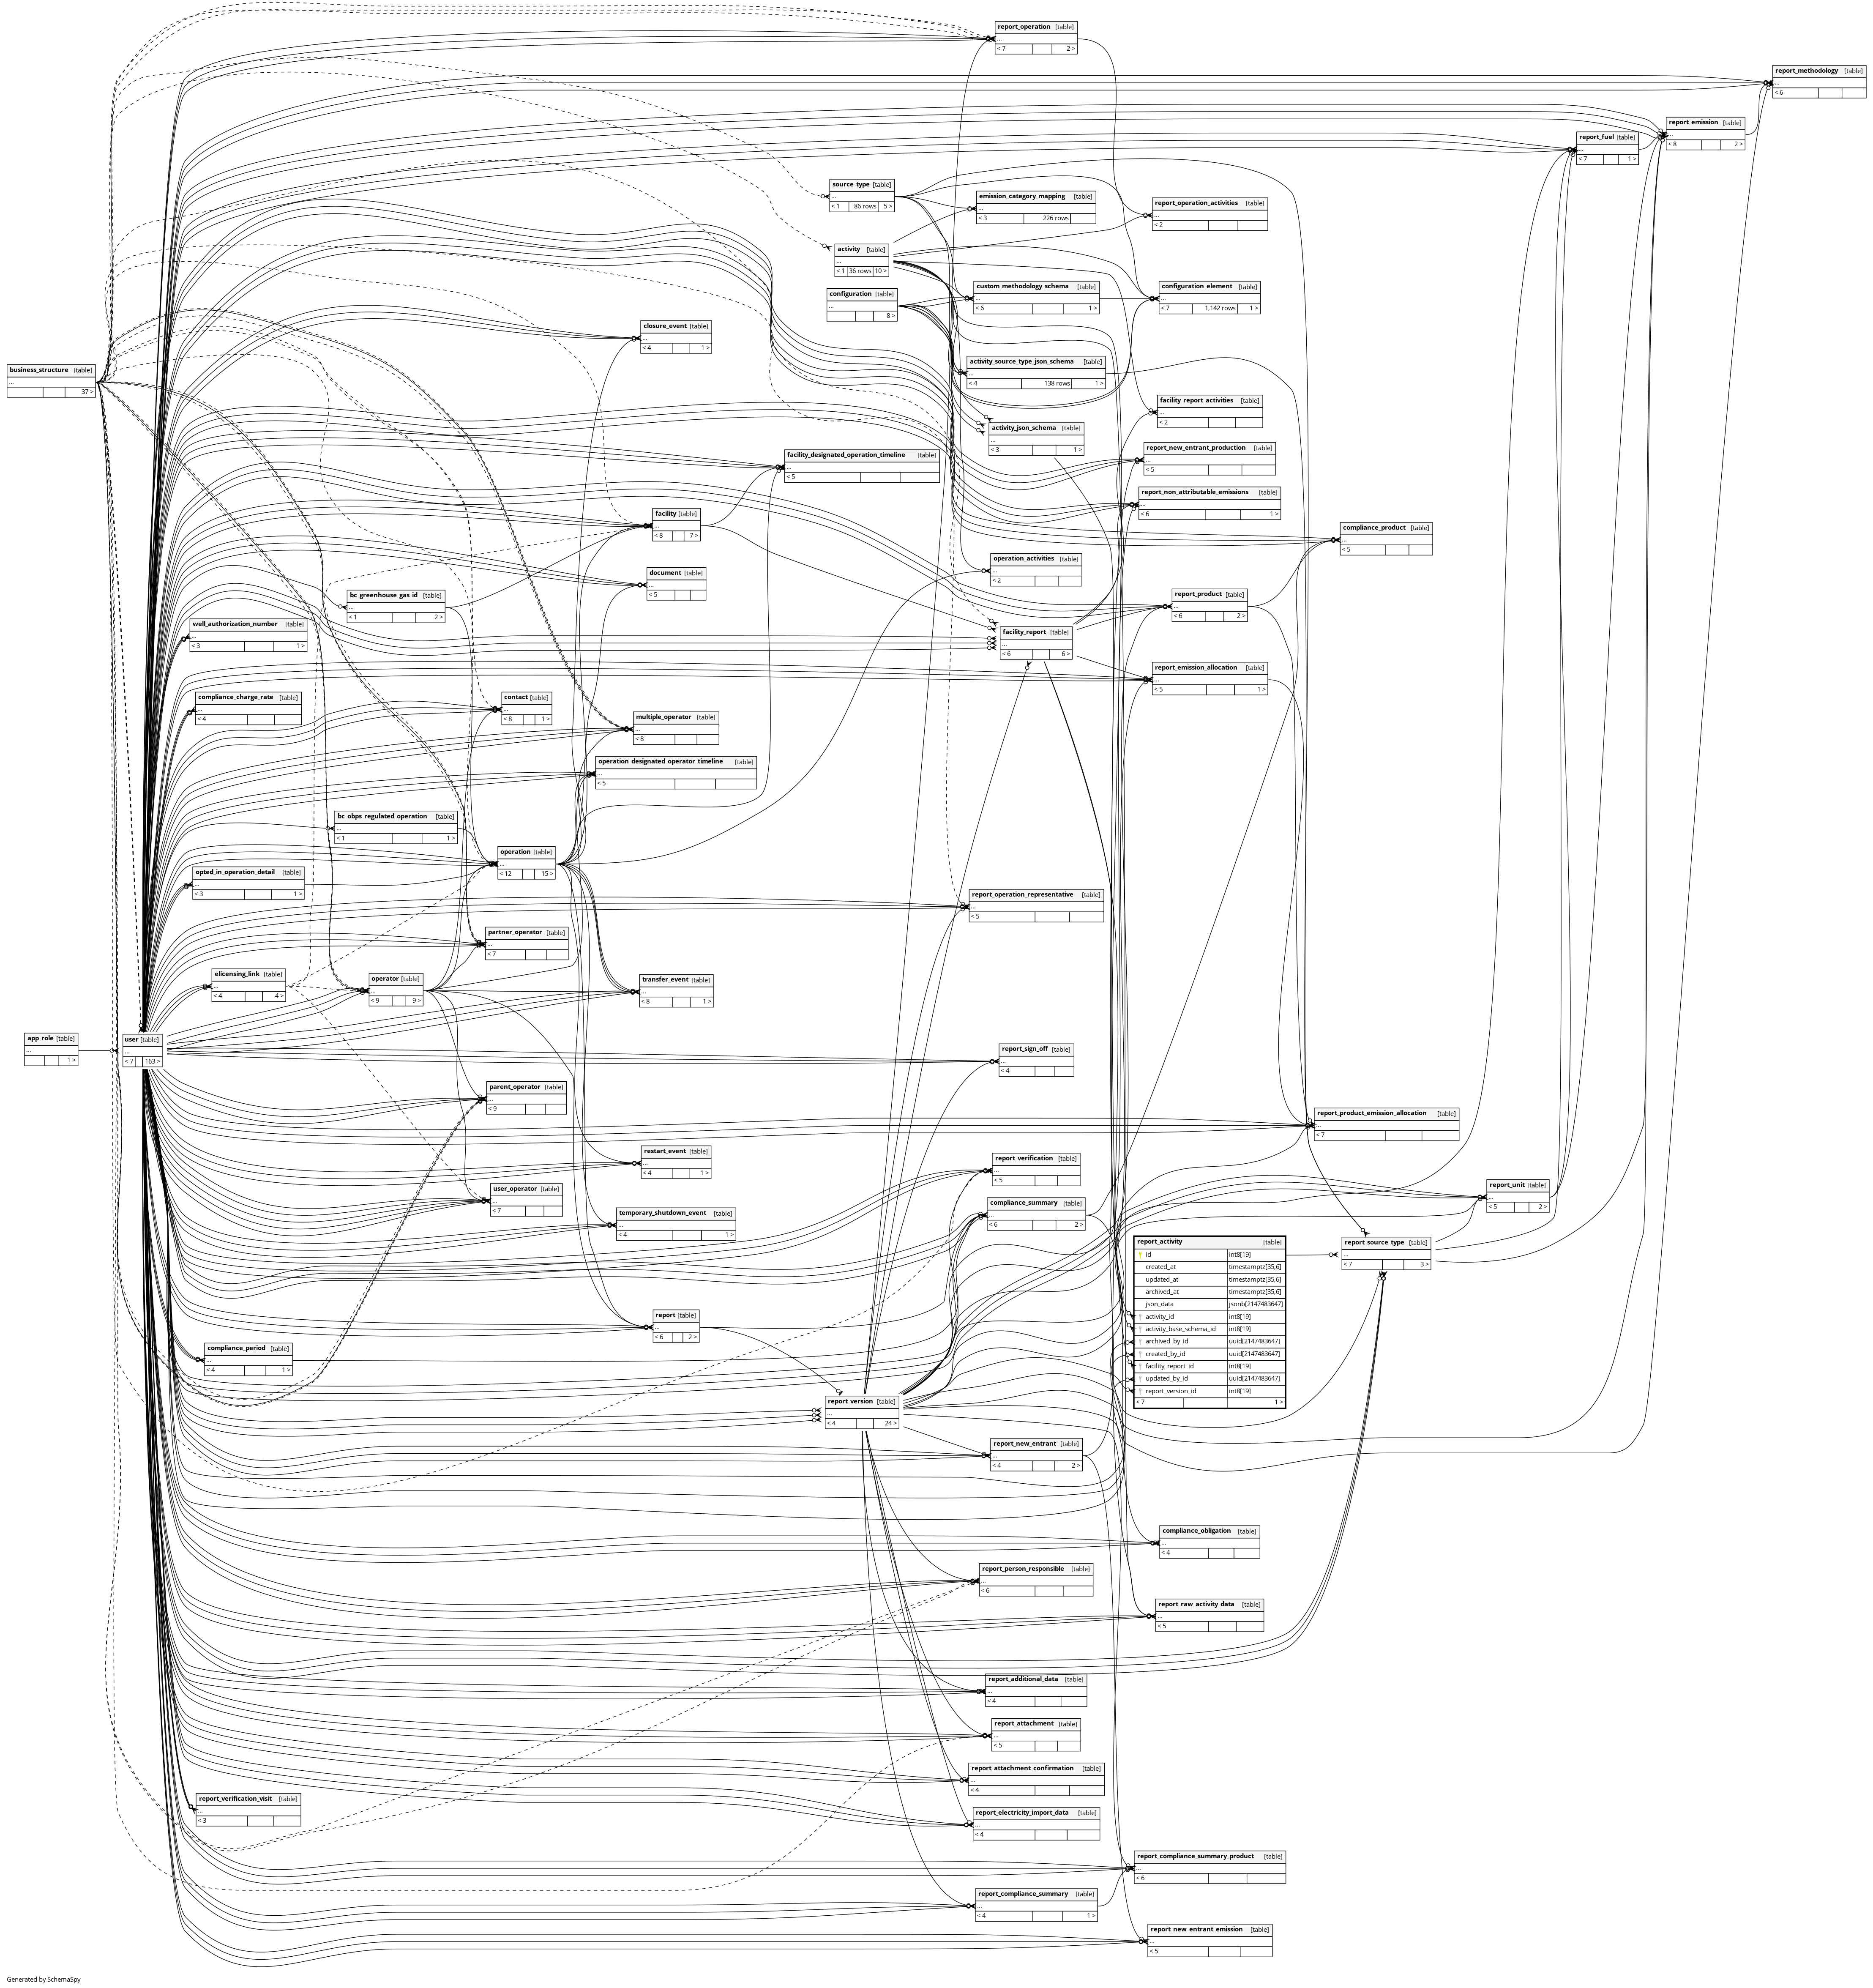 report_operation [table]
...
< 7 2 >
report_methodology [table]
...
< 6
report_emission [table]
...
< 8 2 >
report_fuel [table]
...
< 7 1 >
source_type [table]
...
< 1 86 rows 5 >
emission_category_mapping [table]
...
< 3 226 rows
report_operation_activities [table]
...
< 2
activity [table]
...
< 1 36 rows 10 >
configuration [table]
...
8 >
custom_methodology_schema [table]
...
< 6 1 >
configuration_element [table]
...
< 7 1,142 rows 1 >
closure_event [table]
...
< 4 1 >
business_structure [table]
...
37 >
activity_source_type_json_schema [table]
...
< 4 138 rows 1 >
facility_report_activities [table]
...
< 2
activity_json_schema [table]
...
< 3 1 >
report_new_entrant_production [table]
...
< 5
facility_designated_operation_timeline [table]
...
< 5
report_non_attributable_emissions [table]
...
< 6 1 >
facility [table]
...
< 8 7 >
compliance_product [table]
...
< 5
operation_activities [table]
...
< 2
document [table]
...
< 5
bc_greenhouse_gas_id [table]
...
< 1 2 >
report_product [table]
...
< 6 2 >
well_authorization_number [table]
...
< 3 1 >
facility_report [table]
...
< 6 6 >
report_emission_allocation [table]
...
< 5 1 >
compliance_charge_rate [table]
...
< 4
contact [table]
...
< 8 1 >
multiple_operator [table]
...
< 8
operation_designated_operator_timeline [table]
...
< 5
bc_obps_regulated_operation [table]
...
< 1 1 >
operation [table]
...
< 12 15 >
opted_in_operation_detail [table]
...
< 3 1 >
report_operation_representative [table]
...
< 5
partner_operator [table]
...
< 7
elicensing_link [table]
...
< 4 4 >
operator [table]
...
< 9 9 >
transfer_event [table]
...
< 8 1 >
app_role [table]
...
1 >
user [table]
...
< 7 163 >
report_sign_off [table]
...
< 4
parent_operator [table]
...
< 9
report_product_emission_allocation [table]
...
< 7
restart_event [table]
...
< 4 1 >
report_verification [table]
...
< 5
user_operator [table]
...
< 7
report_unit [table]
...
< 5 2 >
compliance_summary [table]
...
< 6 2 >
temporary_shutdown_event [table]
...
< 4 1 >
report_activity [table]
id int8[19]
created_at timestamptz[35,6]
updated_at timestamptz[35,6]
archived_at timestamptz[35,6]
json_data jsonb[2147483647]
activity_id int8[19]
activity_base_schema_id int8[19]
archived_by_id uuid[2147483647]
created_by_id uuid[2147483647]
facility_report_id int8[19]
updated_by_id uuid[2147483647]
report_version_id int8[19]
< 7 1 >
report_source_type [table]
...
< 7 3 >
report [table]
...
< 6 2 >
compliance_period [table]
...
< 4 1 >
report_version [table]
...
< 4 24 >
report_new_entrant [table]
...
< 4 2 >
compliance_obligation [table]
...
< 4
report_person_responsible [table]
...
< 6
report_raw_activity_data [table]
...
< 5
report_additional_data [table]
...
< 4
report_attachment [table]
...
< 5
report_attachment_confirmation [table]
...
< 4
report_verification_visit [table]
...
< 3
report_electricity_import_data [table]
...
< 4
report_compliance_summary_product [table]
...
< 6
report_compliance_summary [table]
...
< 4 1 >
report_new_entrant_emission [table]
...
< 5
Generated by SchemaSpy